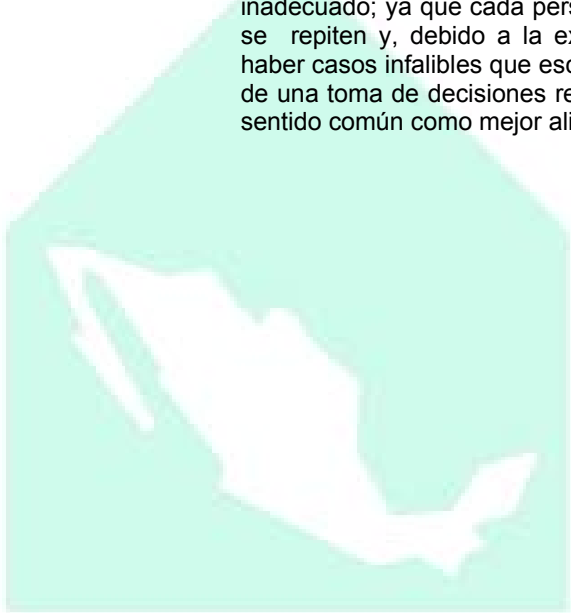 inadecuado; ya que cada pers
se repiten y, debido a la ex
haber casos infalibles que esc
de una toma de decisiones re
sentido común como mejor ali